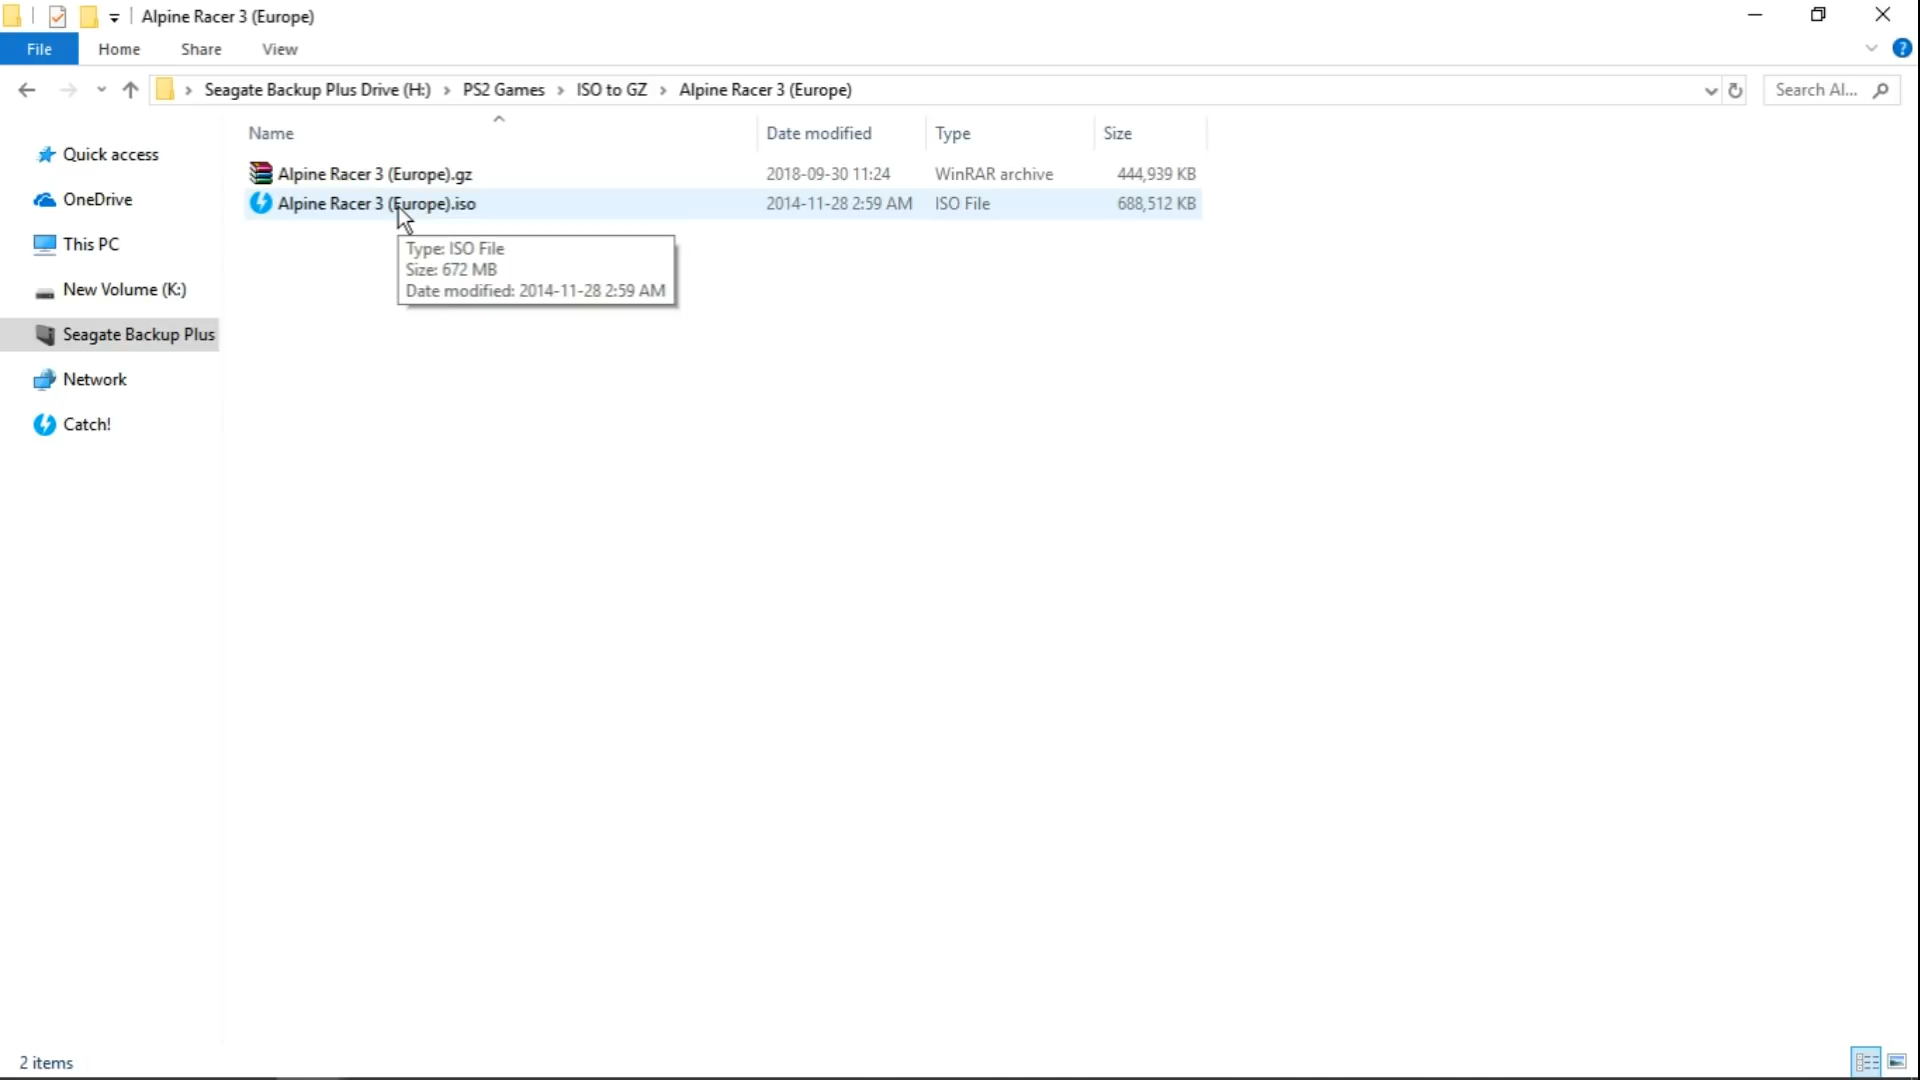 Alpine Racer 3 (Europe)
File Home Share View
Seagate Backup Plus Drive (H:) PS2 Games ISO to GZ Alpine Racer 3 (Europe) Search Al...
Name Date modified Type Size
Quick access
OneDrive
This PC
New Volume (K:)
Seagate Backup Plus
Network
Catch!
Alpine Racer 3 (Europe).gz 2018-09-30 11:24 WinRAR archive 444,939 KB
Alpine Racer 3 (Europe).iso 2014-11-28 2:59 AM ISO File 688,512 KB
Type: ISO File
Size: 672 MB
Date modified: 2014-11-28 2:59 AM
2 items